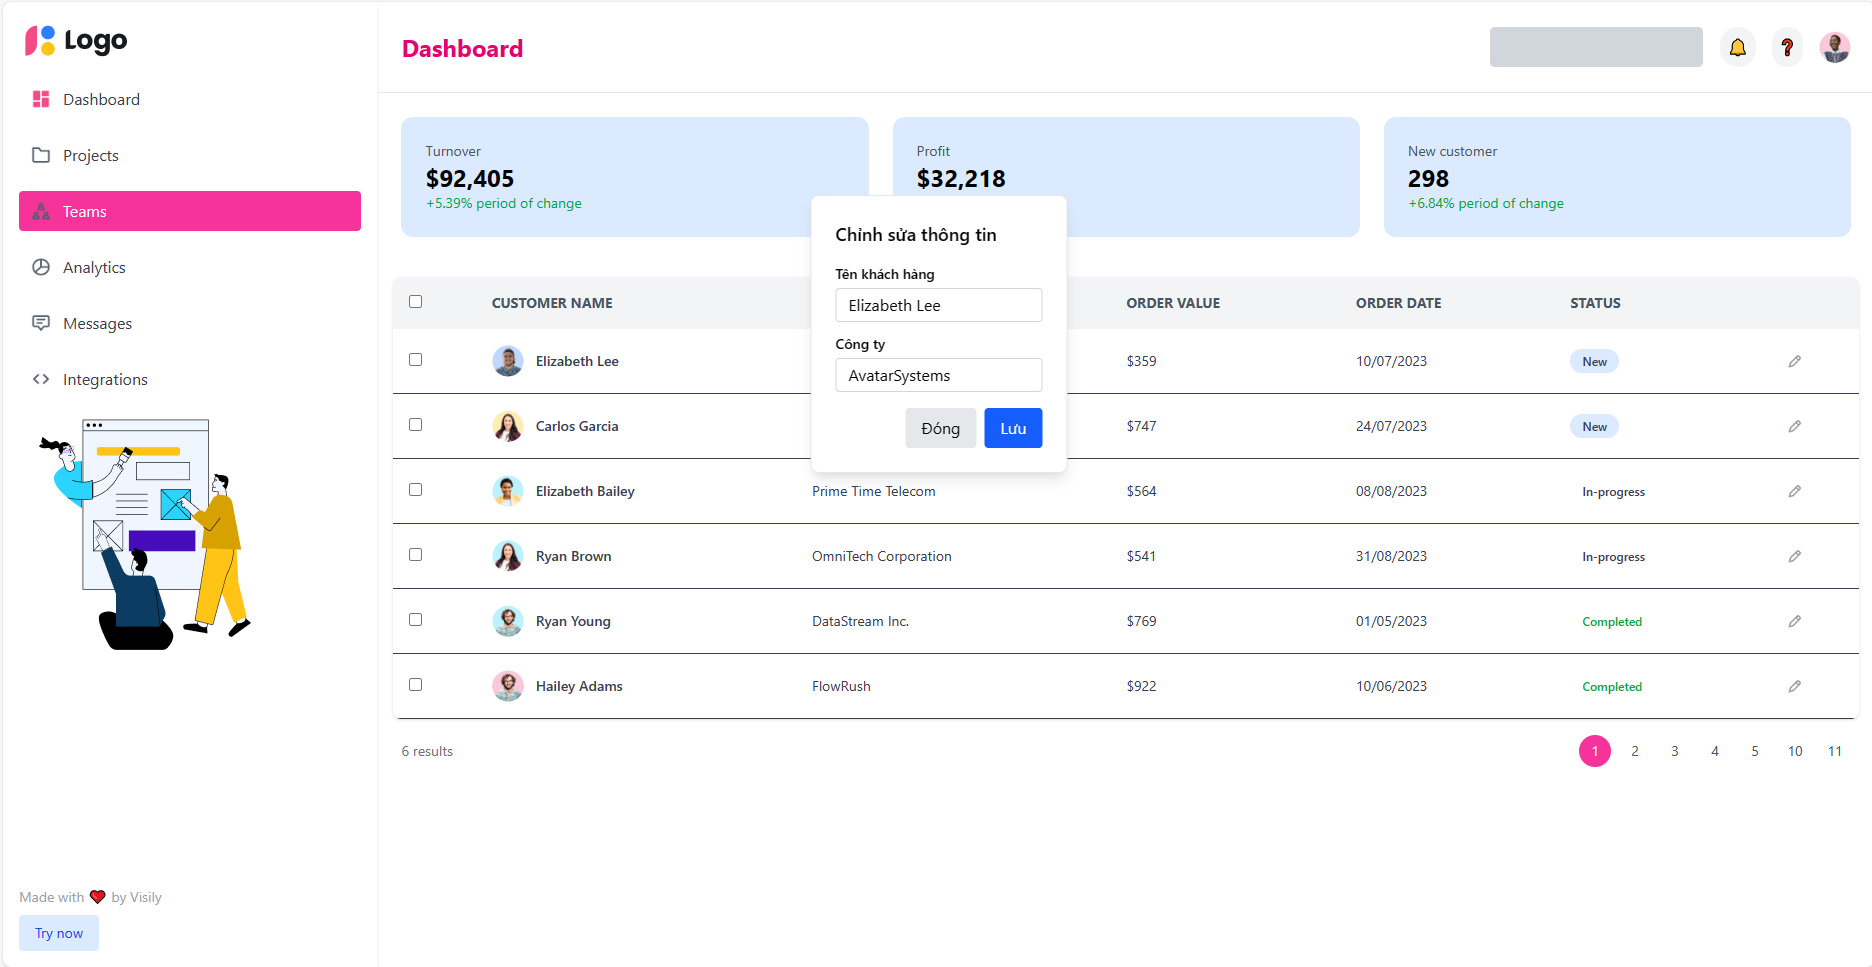 Logo
Dashboard
Projects
Teams
Analytics
Messages
Integrations
Made with ❤️ by Visily
Try now
Dashboard
Turnover
$92,405
+5.39% period of change
Profit
$32,218
New customer
298
+6.84% period of change
Chỉnh sửa thông tin
Tên khách hàng
Elizabeth Lee
Công ty
AvatarSystems
Đóng Lưu
CUSTOMER NAME ORDER VALUE ORDER DATE STATUS
Elizabeth Lee $359 10/07/2023 New
Carlos Garcia $747 24/07/2023 New
Elizabeth Bailey Prime Time Telecom $564 08/08/2023 In-progress
Ryan Brown OmniTech Corporation $541 31/08/2023 In-progress
Ryan Young DataStream Inc. $769 01/05/2023 Completed
Hailey Adams FlowRush $922 10/06/2023 Completed
6 results 1 2 3 4 5 10 11